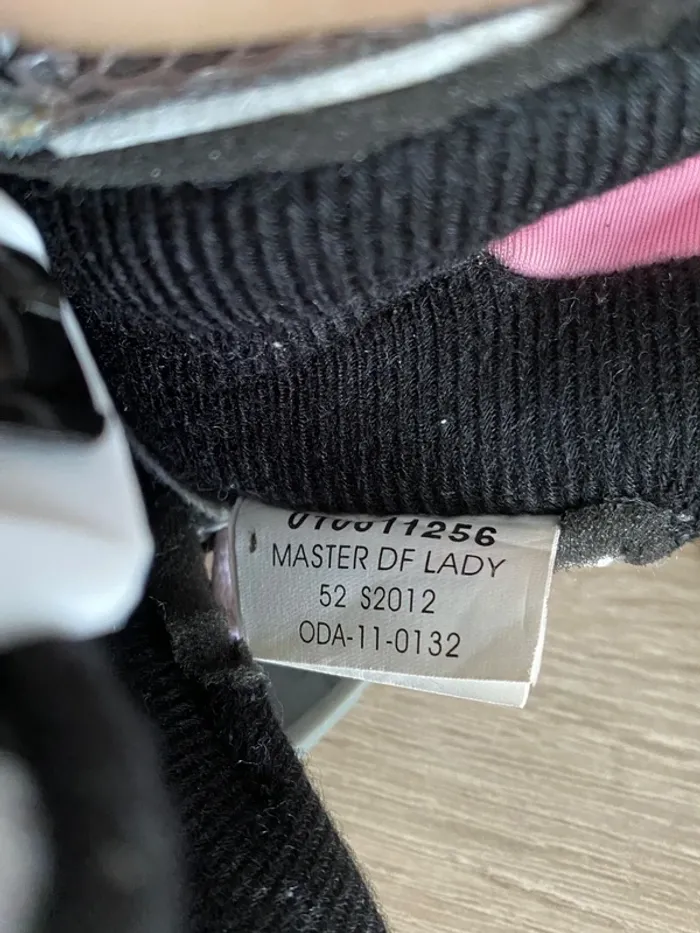 MASTER DF LADY
52 S2012
ODA-11-0132